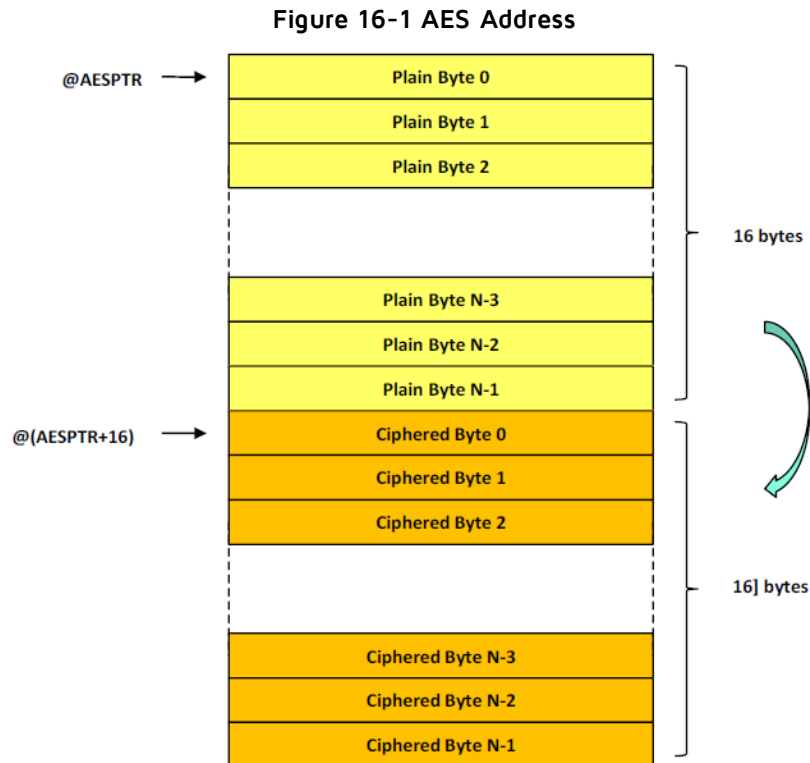 Figure 16-1 AES Address
@AESPTR
Plain Byte 0
Plain Byte 1
Plain Byte 2
16 bytes
Plain Byte N-3
Plain Byte N-2
Plain Byte N-1
@(AESPTR+16)
Ciphered Byte 0
Ciphered Byte 1
Ciphered Byte 2
16] bytes
Ciphered Byte N-3
Ciphered Byte N-2
Ciphered Byte N-1